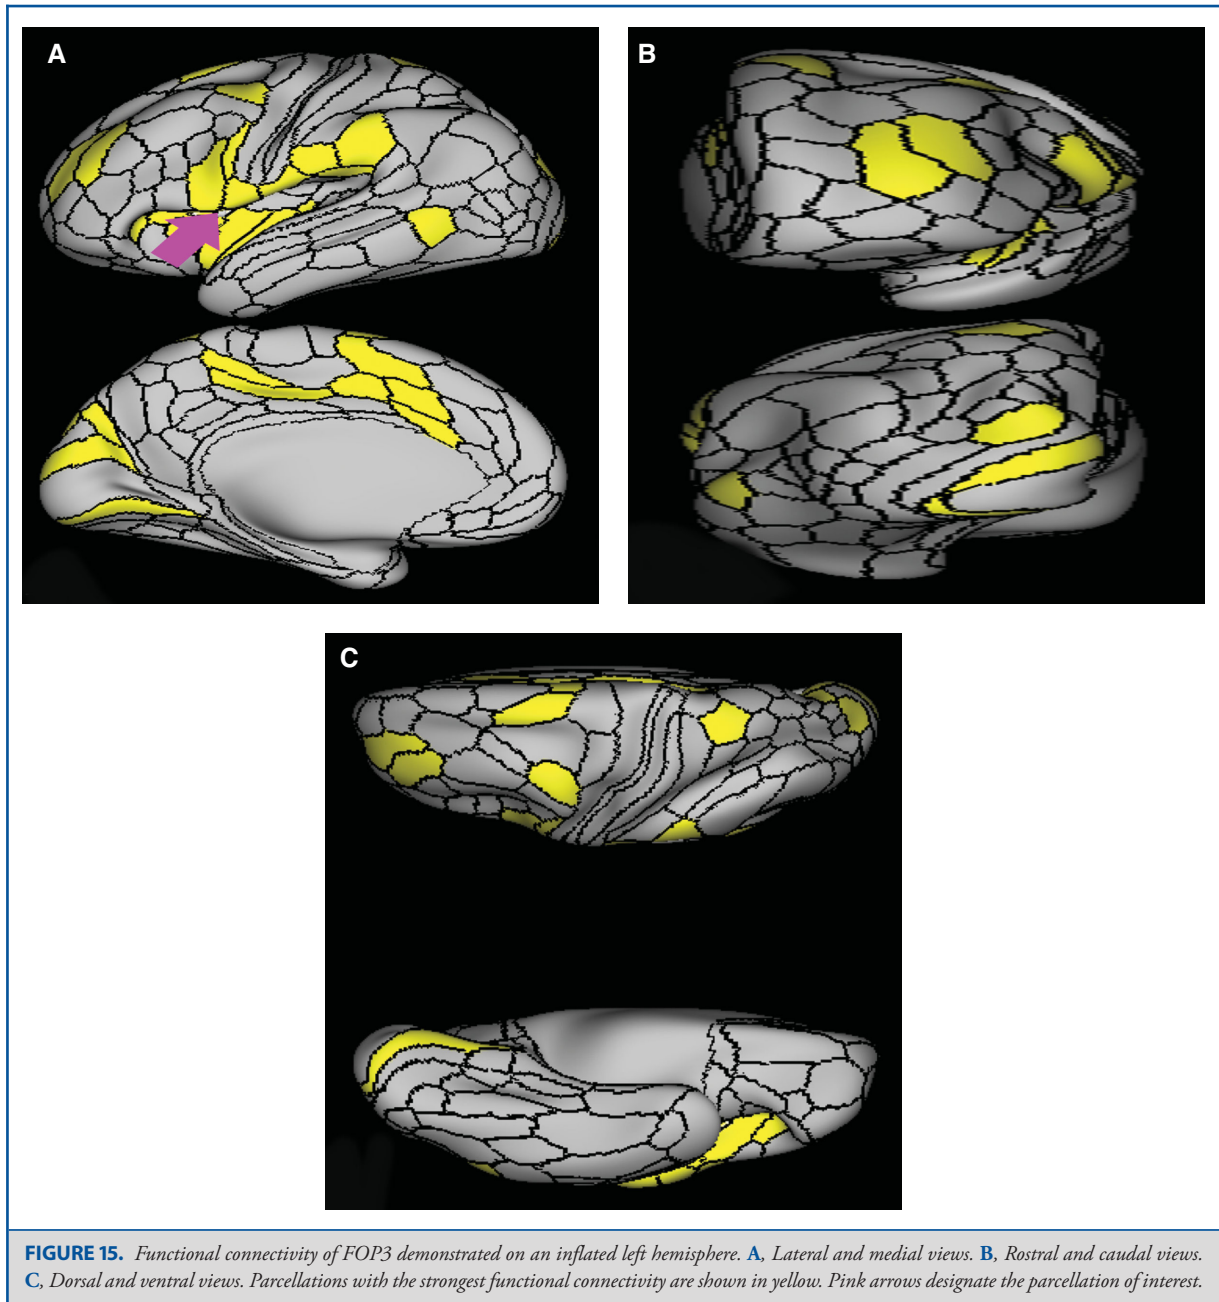 A
B
C
FIGURE 15. Functional connectivity of FOP3 demonstrated on an inflated left hemisphere. A, Lateral and medial views. B, Rostral and caudal views.
C, Dorsal and ventral views. Parcellations with the strongest functional connectivity are shown in yellow. Pink arrows designate the parcellation of interest.